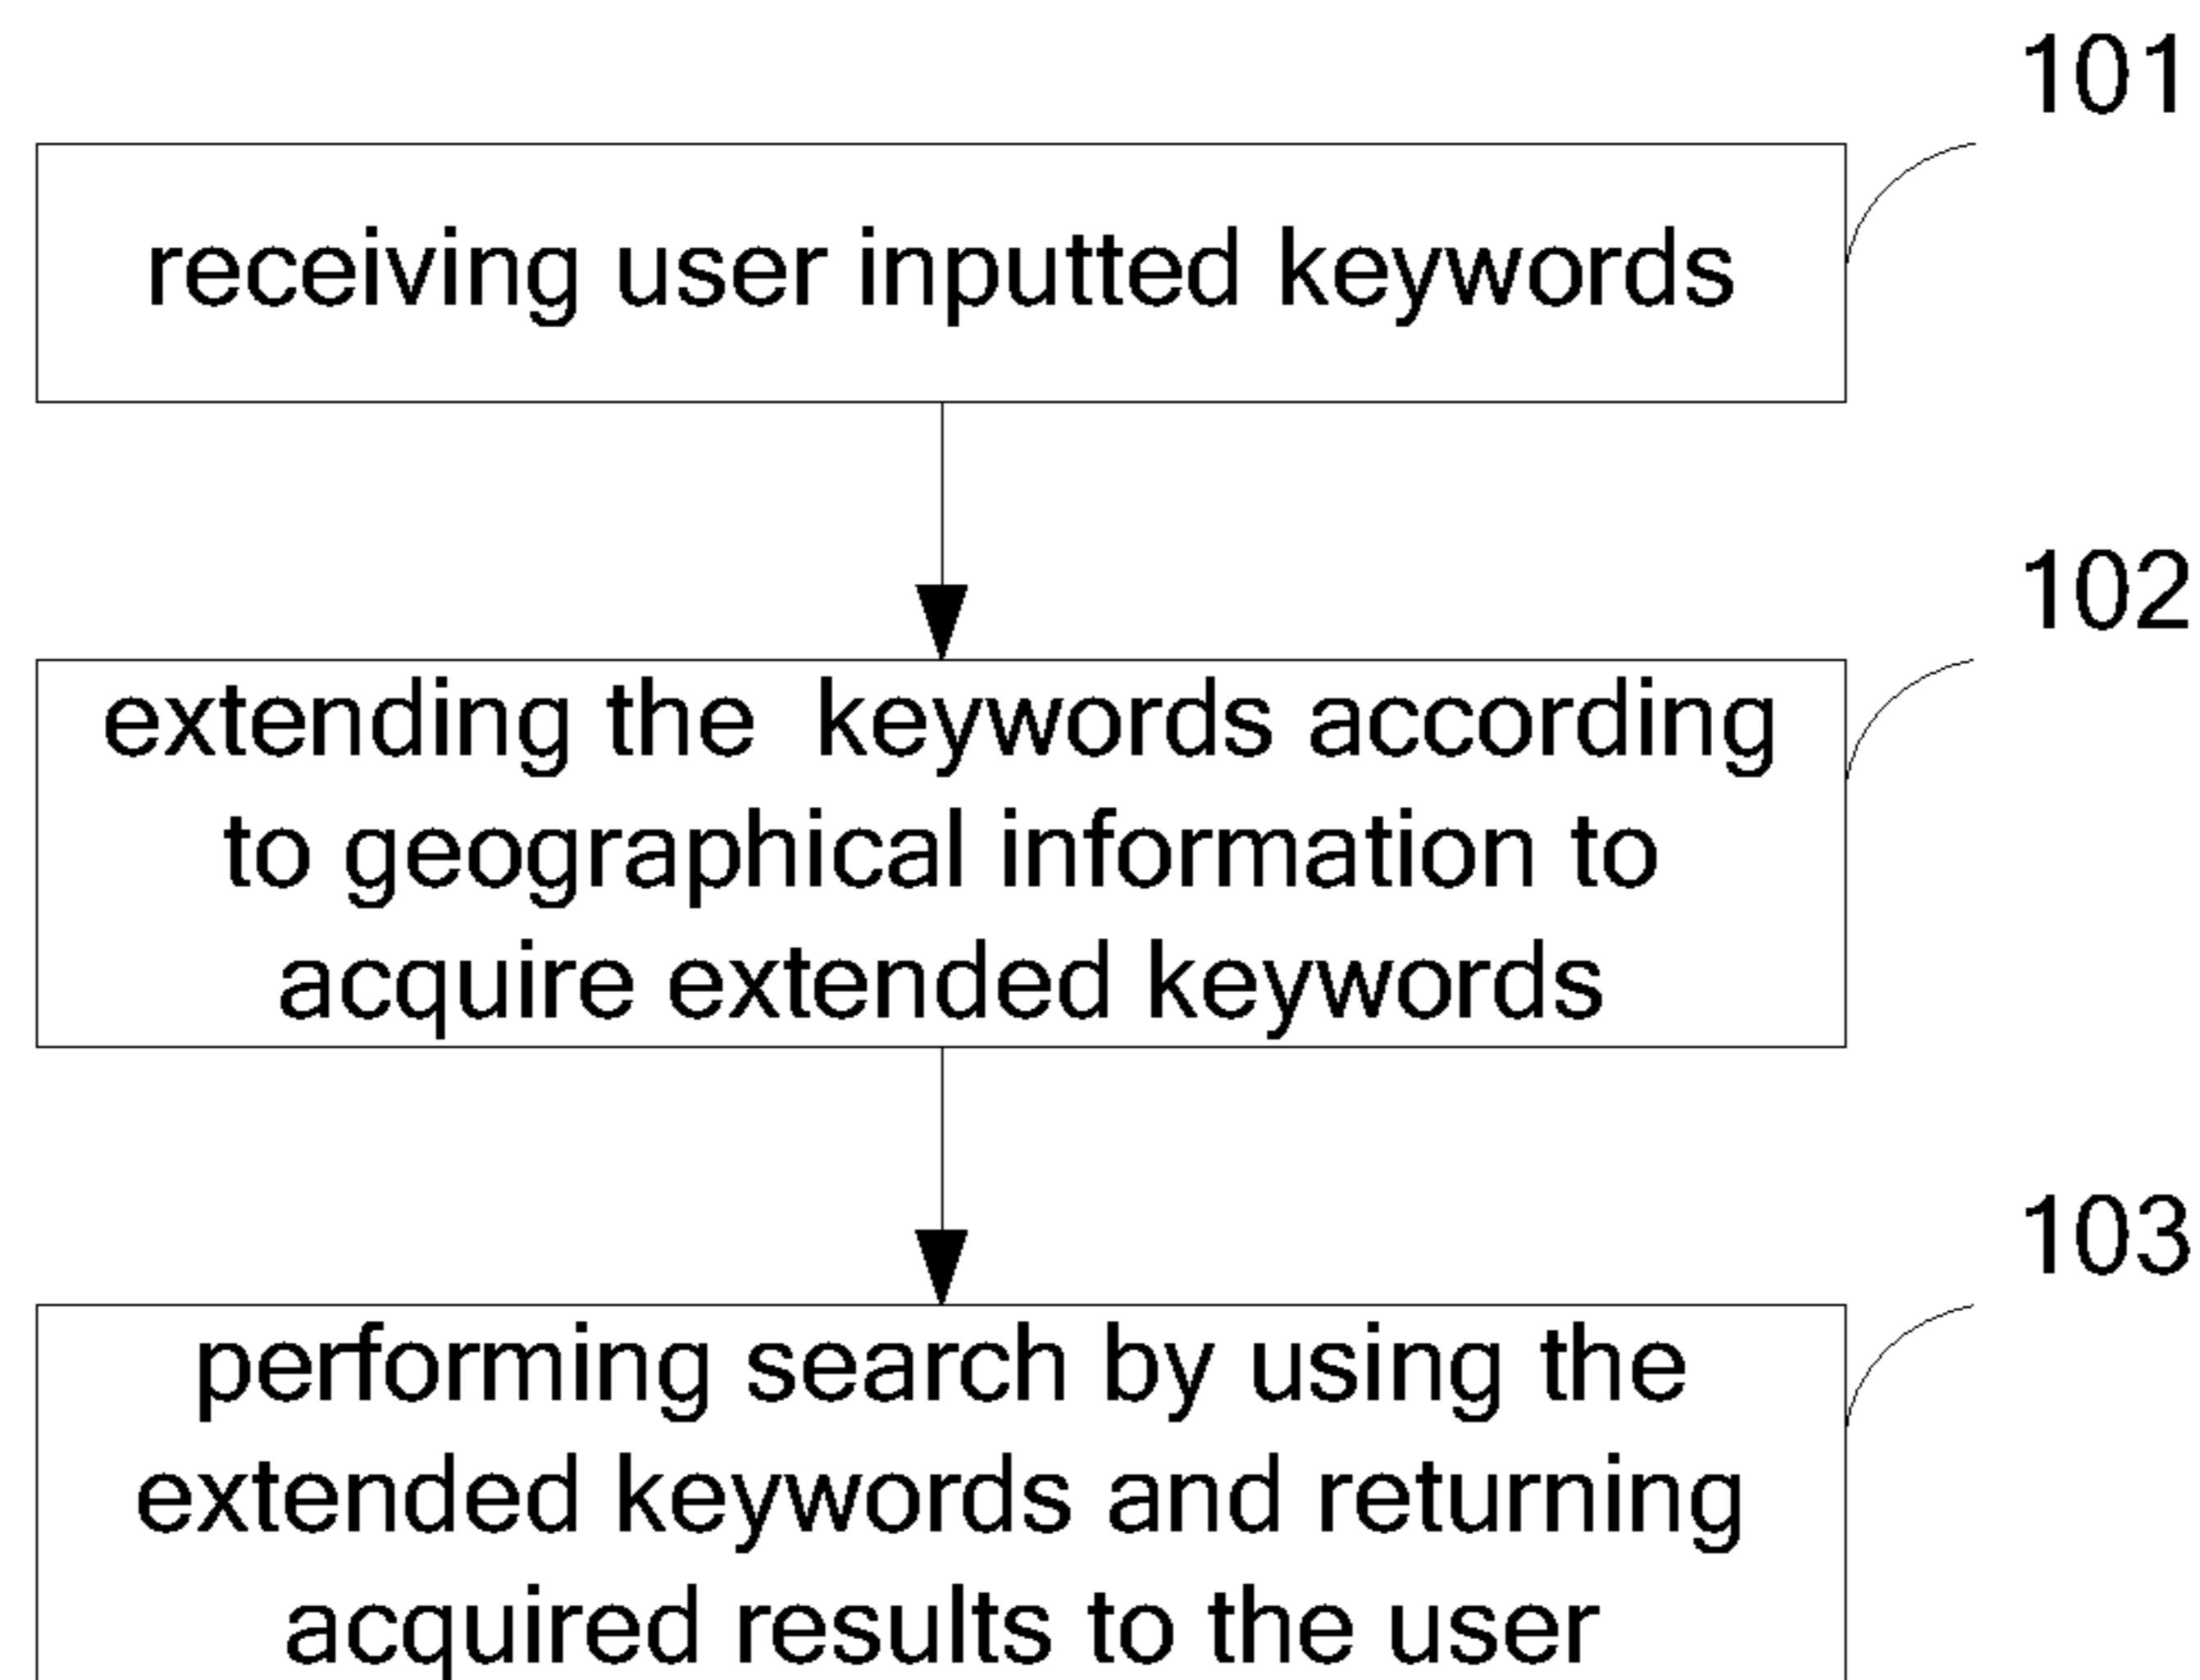 101
receiving user inputted keywords
102
extending the  keywords according
to geographical information to
acquire extended keywords
103
performing search by using the
extended keywords and returning
acquired results to the user